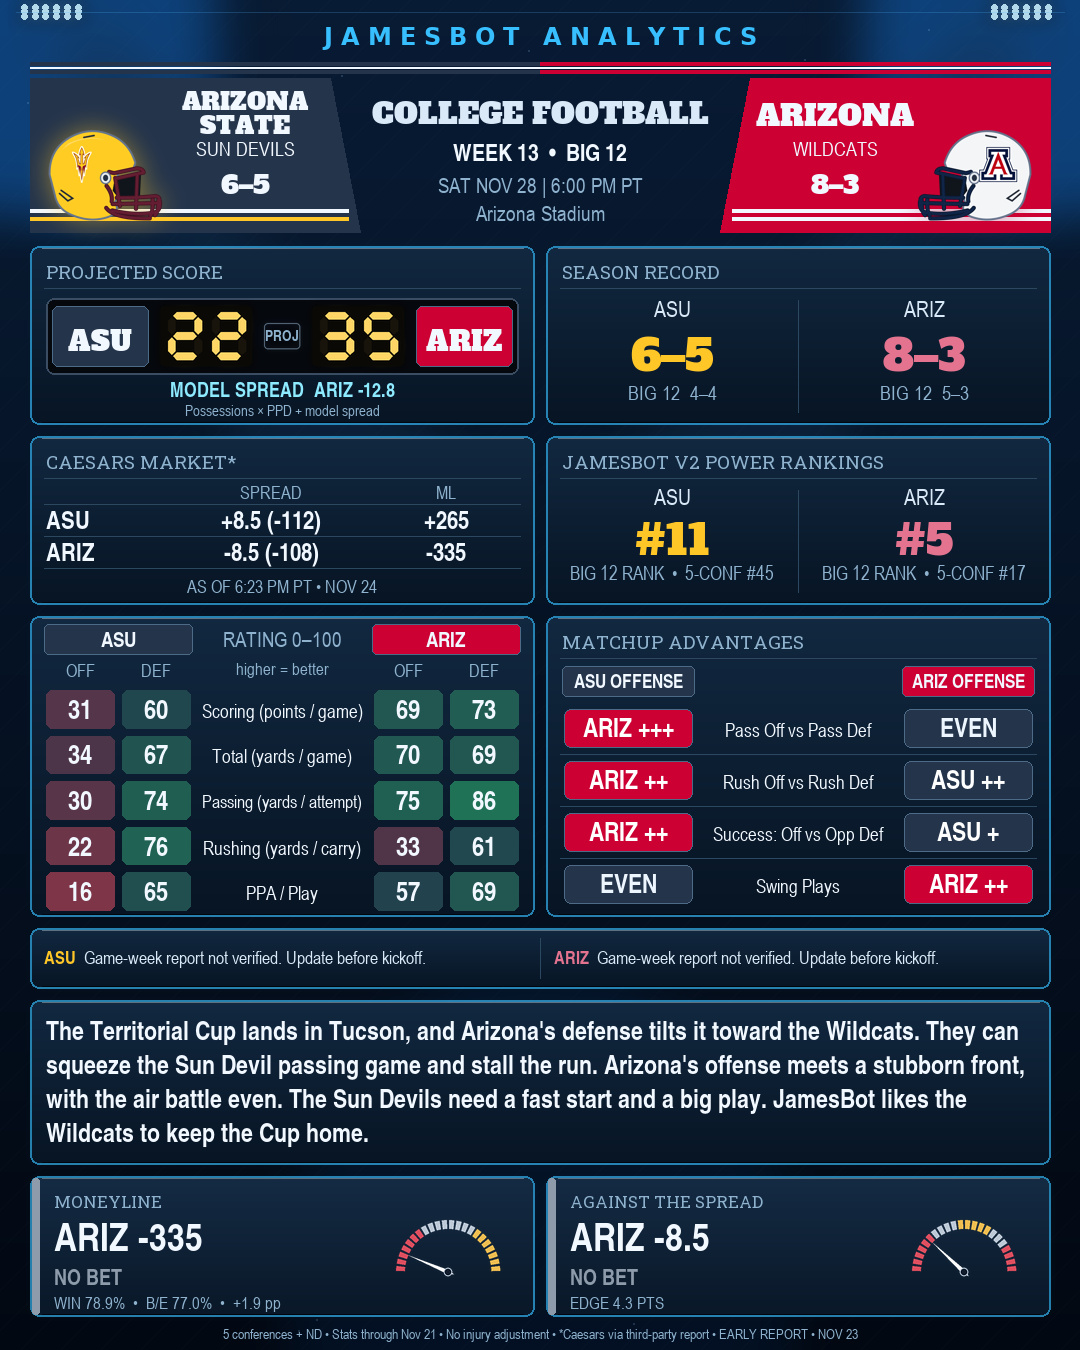 JAMESBOT ANALYTICS
ARIZONA
STATE
SUN DEVILS
6–5
COLLEGE FOOTBALL
WEEK 13 • BIG 12
SAT NOV 28 | 6:00 PM PT
Arizona Stadium
ARIZONA
WILDCATS
8–3
A
PROJECTED SCORE
ASU 22 PROJ 35 ARIZ
MODEL SPREAD ARIZ -12.8
Possessions × PPD + model spread
SEASON RECORD
ASU ARIZ
6–5 8–3
BIG 12 4–4 BIG 12 5–3
CAESARS MARKET*
SPREAD ML
ASU +8.5 (-112) +265
ARIZ -8.5 (-108) -335
AS OF 6:23 PM PT • NOV 24
JAMESBOT V2 POWER RANKINGS
ASU ARIZ
#11 #5
BIG 12 RANK • 5-CONF #45 BIG 12 RANK • 5-CONF #17
ASU RATING 0–100 ARIZ
OFF DEF higher = better OFF DEF
31 60 Scoring (points / game) 69 73
34 67 Total (yards / game) 70 69
30 74 Passing (yards / attempt) 75 86
22 76 Rushing (yards / carry) 33 61
16 65 PPA / Play 57 69
MATCHUP ADVANTAGES
ASU OFFENSE ARIZ OFFENSE
ARIZ +++ Pass Off vs Pass Def EVEN
ARIZ ++ Rush Off vs Rush Def ASU ++
ARIZ ++ Success: Off vs Opp Def ASU +
EVEN Swing Plays ARIZ ++
ASU Game-week report not verified. Update before kickoff.
ARIZ Game-week report not verified. Update before kickoff.
The Territorial Cup lands in Tucson, and Arizona's defense tilts it toward the Wildcats. They can
squeeze the Sun Devil passing game and stall the run. Arizona's offense meets a stubborn front,
with the air battle even. The Sun Devils need a fast start and a big play. JamesBot likes the
Wildcats to keep the Cup home.
MONEYLINE
ARIZ -335
NO BET
WIN 78.9% • B/E 77.0% • +1.9 pp
AGAINST THE SPREAD
ARIZ -8.5
NO BET
EDGE 4.3 PTS
5 conferences + ND • Stats through Nov 21 • No injury adjustment • *Caesars via third-party report • EARLY REPORT • NOV 23